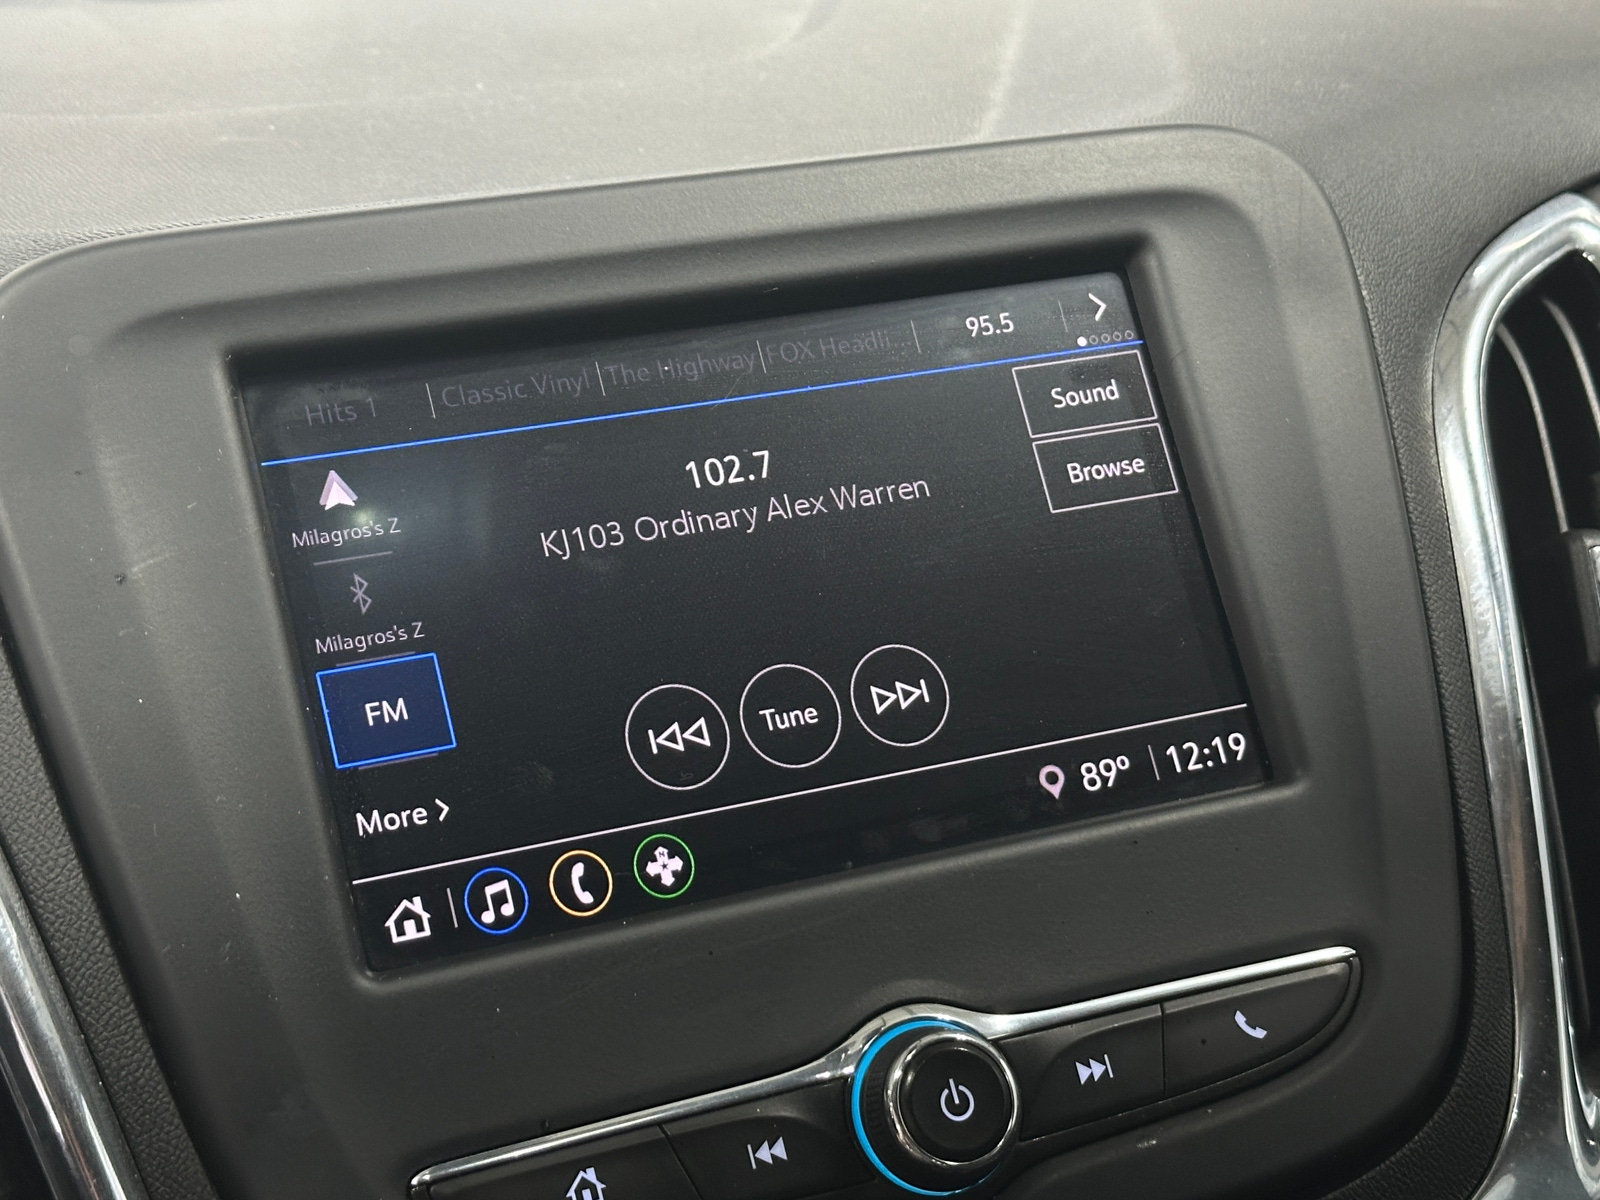 Hits 1 Classic Vinyl The Highway FOX Headli... 95.5
102.7
KJ103 Ordinary Alex Warren
Sound
Browse
Milagros's Z
Milagros's Z
FM
More
Tune
89° 12:19
N